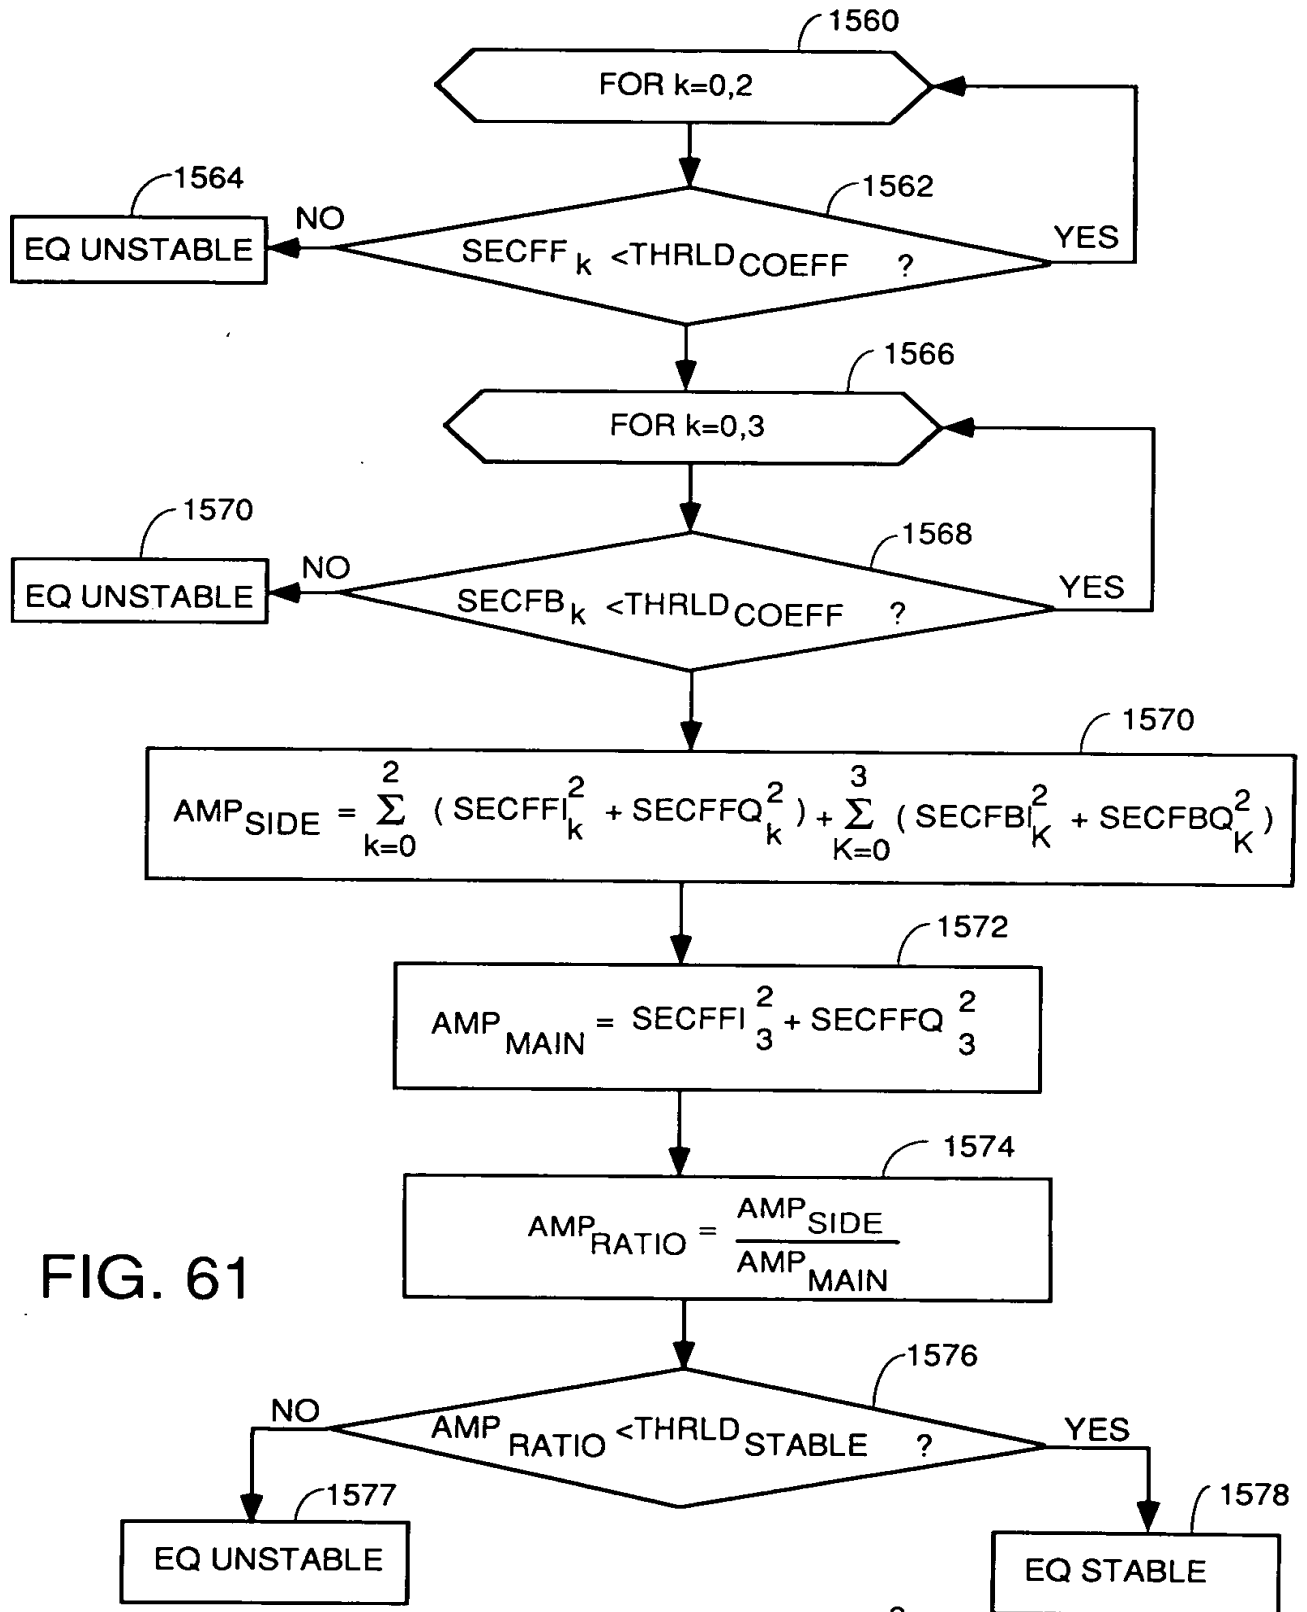 1560
FOR k=0,2
1564
1562
NO
YES
EQ UNSTABLE
SECFF k <THRLD COEFF ?
1566
FOR k=0,3
1570
1568
NO
YES
EQ UNSTABLE
SECFB k <THRLD COEFF ?
1570
AMP SIDE = Σ k=0 2 ( SECFFI k 2 + SECFFQ k 2 ) + Σ K=0 3 ( SECFBI K 2 + SECFBQ K 2 )
1572
AMP MAIN = SECFFI 3 2 + SECFFQ 3 2
1574
AMP RATIO = AMP SIDE
AMP MAIN
FIG. 61
1576
NO
YES
AMP RATIO <THRLD STABLE ?
1577
1578
EQ UNSTABLE
EQ STABLE